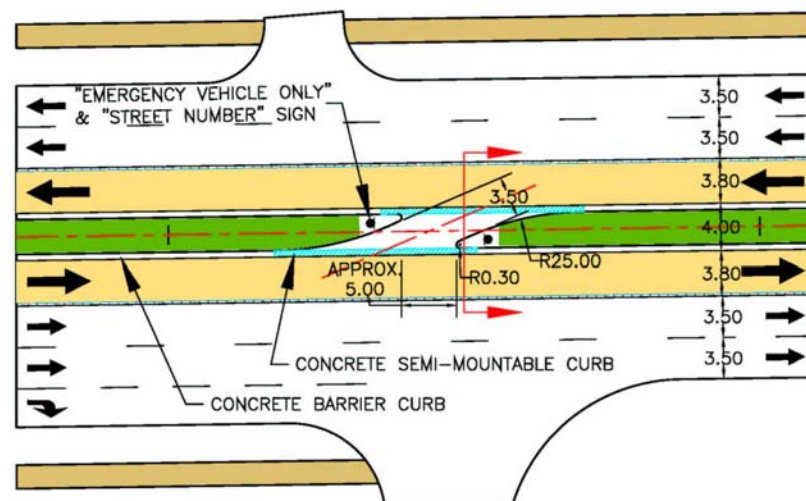 "EMERGENCY VEHICLE ONLY"
& "STREET NUMBER" SIGN
3.50
3.50
3.80
3.50
4.00
R25.00
R0.30
APPROX.
5.00
3.80
3.50
3.50
CONCRETE SEMI-MOUNTABLE CURB
CONCRETE BARRIER CURB